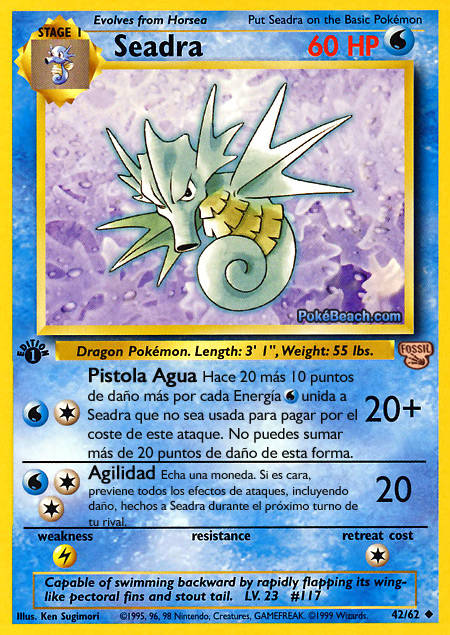 Evolves from Horsea
Put Seadra on the Basic Pokémon
STAGE 1
Seadra
60 HP
PokéBeach.com
EDITION
1
Dragon Pokémon. Length: 3' 1", Weight: 55 lbs.
FOSSIL
Pistola Agua Hace 20 más 10 puntos
de daño más por cada Energía unida a
Seadra que no sea usada para pagar por el
coste de este ataque. No puedes sumar
más de 20 puntos de daño de esta forma.
20+
Agilidad Echa una moneda. Si es cara,
previene todos los efectos de ataques, incluyendo
daño, hechos a Seadra durante el próximo turno de
tu rival.
20
weakness
resistance
retreat cost
Capable of swimming backward by rapidly flapping its wing-
like pectoral fins and stout tail. LV. 23 #117
Illus. Ken Sugimori
©1995, 96, 98 Nintendo, Creatures, GAMEFREAK. ©1999 Wizards.
42/62